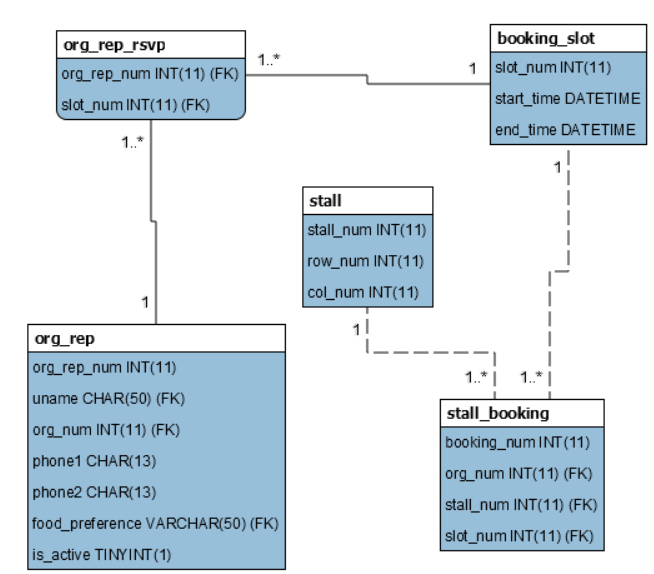 org_rep_rsvp
org_rep_num INT(11) (FK)
slot_num INT(11) (FK)
1..*
1
booking_slot
slot_num INT(11)
start_time DATETIME
end_time DATETIME
1..*
1
stall
stall_num INT(11)
row_num INT(11)
col_num INT(11)
1
1
org_rep
org_rep_num INT(11)
uname CHAR(50) (FK)
org_num INT(11) (FK)
phone1 CHAR(13)
phone2 CHAR(13)
food_preference VARCHAR(50) (FK)
is_active TINYINT(1)
1..*
1..*
stall_booking
booking_num INT(11)
org_num INT(11) (FK)
stall_num INT(11) (FK)
slot_num INT(11) (FK)